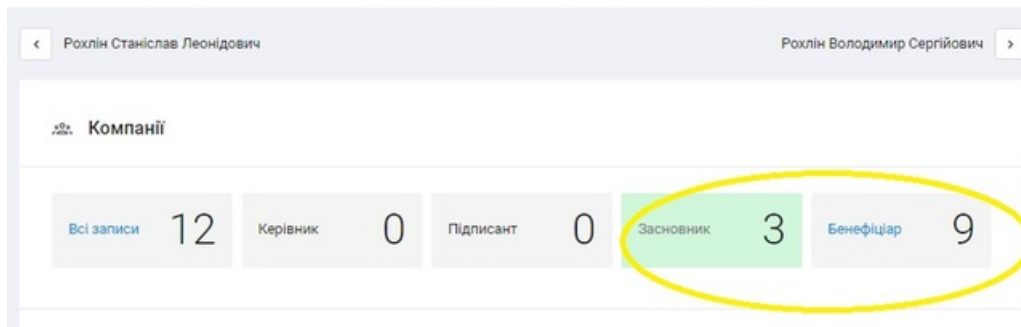 Рохлін Станіслав Леонідович Рохлін Володимир Сергійович
Компанії
Всі записи 12 Керівник 0 Підписант 0 Засновник 3 Бенефіціар 9